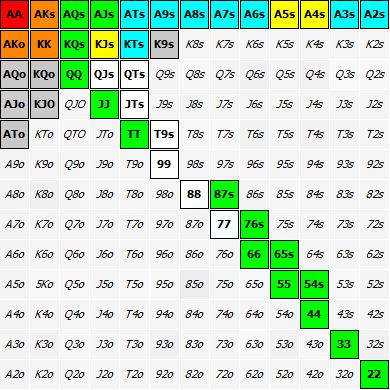 AA AKs AQs AJs ATs A9s A8s A7s A6s A5s A4s A3s A2s
AKo KK KQs KJs KTs K9s K8s K7s K6s K5s K4s K3s K2s
AQo KQo QQ QJs QTs Q9s Q8s Q7s Q6s Q5s Q4s Q3s Q2s
AJo KJO QJO JJ JTs J9s J8s J7s J6s J5s J4s J3s J2s
ATo KTo QTO JTo TT T9s T8s T7s T6s T5s T4s T3s T2s
A9o K9o Q9o J9o T9o 99 98s 97s 96s 95s 94s 93s 92s
A8o K8o Q8o J8o T8o 98o 88 87s 86s 85s 84s 83s 82s
A7o K7o Q7o J7o T7o 97o 87o 77 76s 75s 74s 73s 72s
A6o K6o Q6o J6o T6o 96o 86o 76o 66 65s 64s 63s 62s
A5o 5Ko Q5o J5o T5o 95o 85o 75o 65o 55 54s 53s 52s
A4o K4o Q4o J4o T4o 94o 84o 74o 64o 54o 44 43s 42s
A3o K3o Q3o J3o T3o 93o 83o 73o 63o 53o 43o 33 32s
A2o K2o Q2o J2o T2o 92o 82o 72o 62o 52o 42o 32o 22